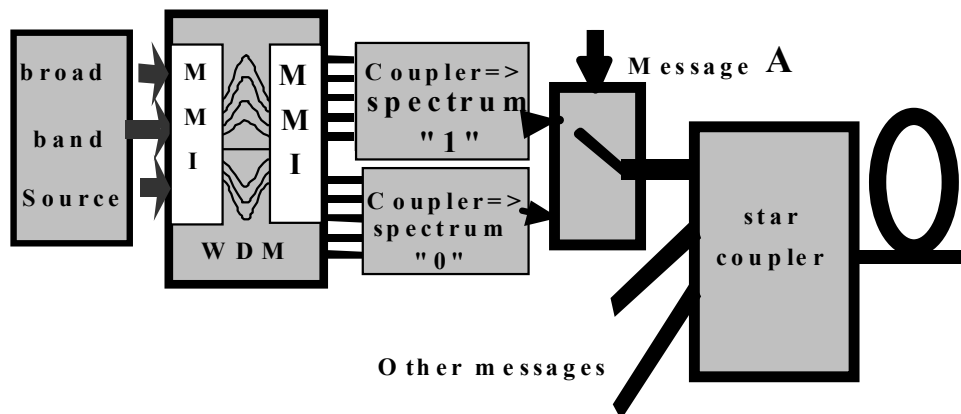 broad
band
Source
M
M
I
M
M
I
WDM
Coupler=>
spectrum
"1"
Coupler=>
spectrum
"0"
Message A
star
coupler
Other messages